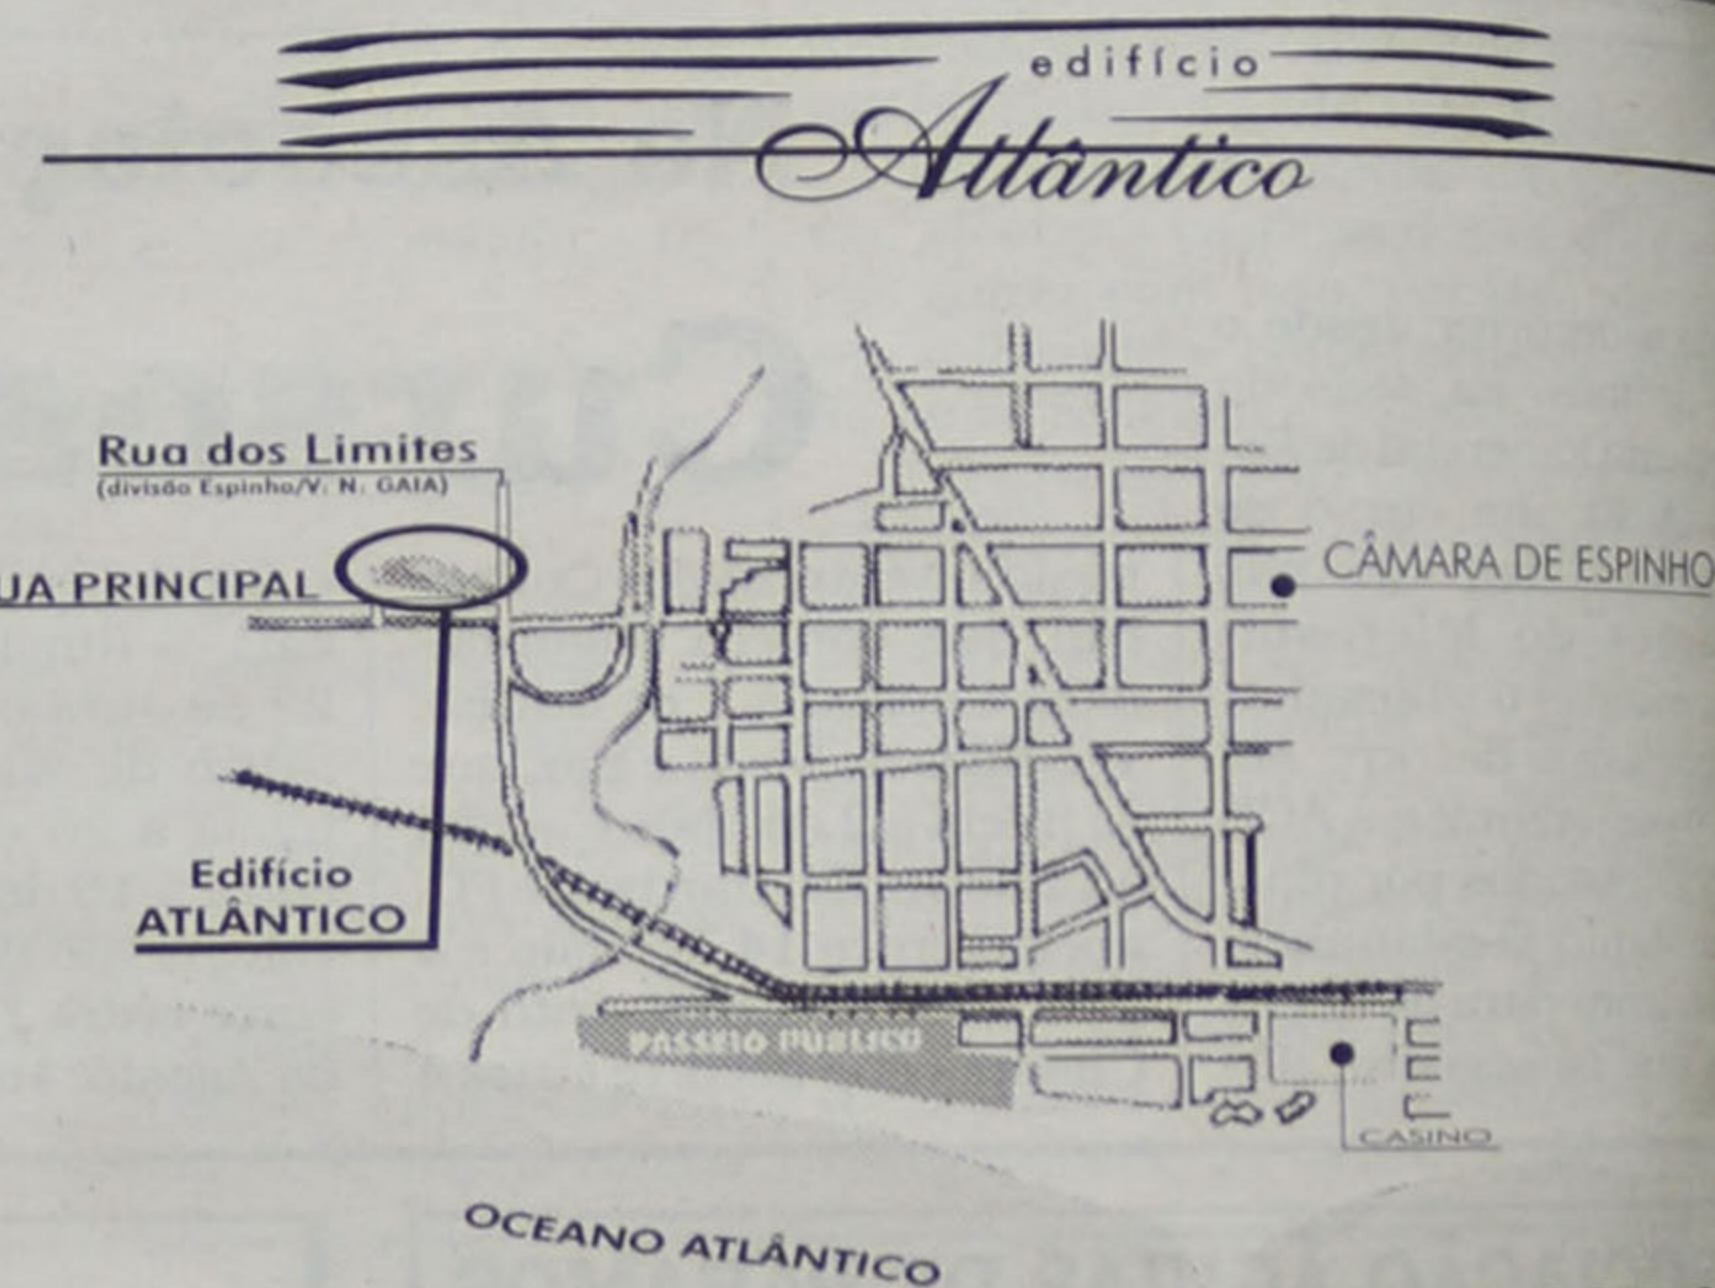 edifício
Atlântico
Rua dos Limites
(divisão Espinho/V. N. GAIA)
UA PRINCIPAL
CÂMARA DE ESPINHO
Edifício
ATLÂNTICO
PASSEIO PUBLICO
CASINO
OCEANO ATLÂNTICO